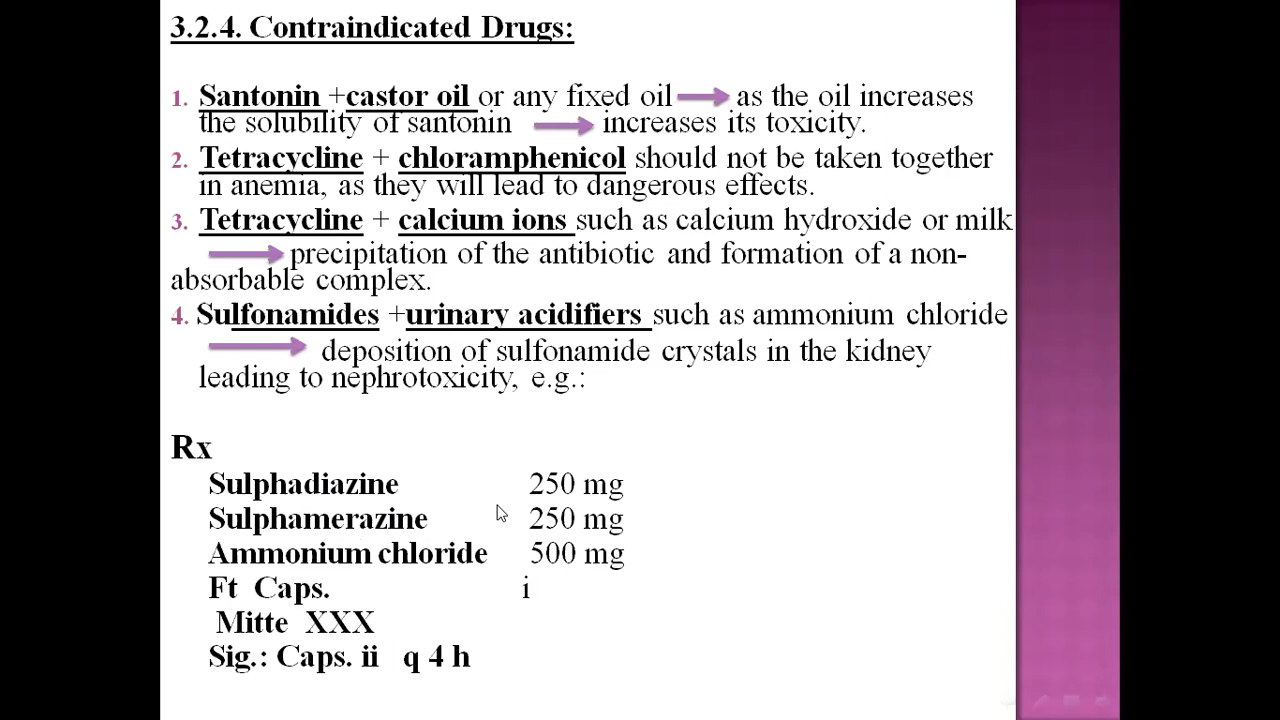 3.2.4. Contraindicated Drugs:
1. Santonin +castor oil or any fixed oil as the oil increases
the solubility of santonin increases its toxicity.
2. Tetracycline + chloramphenicol should not be taken together
in anemia, as they will lead to dangerous effects.
3. Tetracycline + calcium ions such as calcium hydroxide or milk
precipitation of the antibiotic and formation of a non-
absorbable complex.
4. Sulfonamides +urinary acidifiers such as ammonium chloride
deposition of sulfonamide crystals in the kidney
leading to nephrotoxicity, e.g.:
Rx
Sulphadiazine 250 mg
Sulphamerazine 250 mg
Ammonium chloride 500 mg
Ft Caps. i
Mitte XXX
Sig.: Caps. ii q 4 h